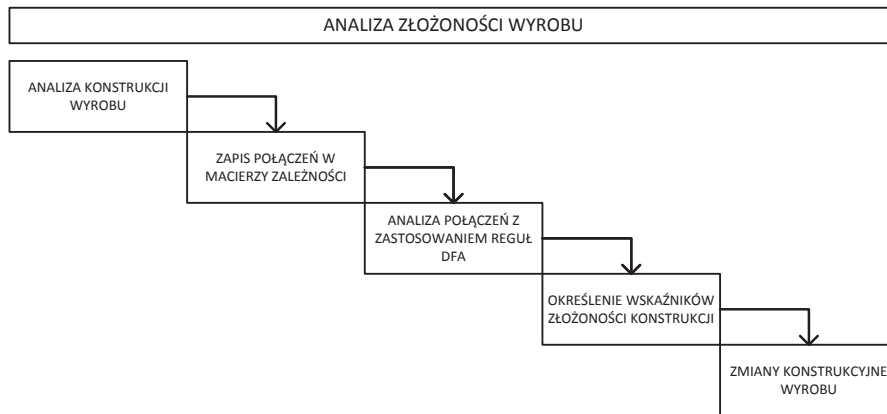 ANALIZA ZŁOŻONOŚCI WYROBU
ANALIZA KONSTRUKCJI
WYROBU
ZAPIS POŁĄCZEŃ W
MACIERZY ZALEŻNOŚCI
ANALIZA POŁĄCZEŃ Z
ZASTOSOWANIEM REGUŁ
DFA
OKREŚLENIE WSKAŹNIKÓW
ZŁOŻONOŚCI KONSTRUKCJI
ZMIANY KONSTRUKCYJNE
WYROBU